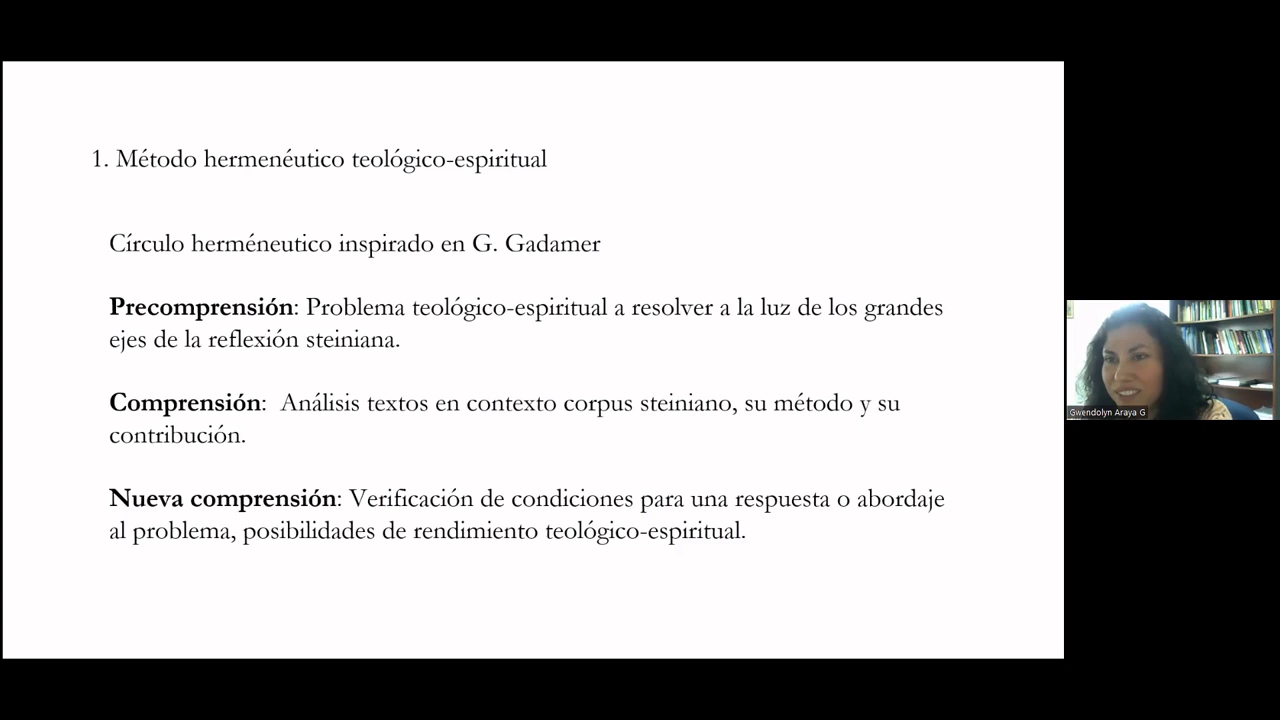 1. Método hermenéutico teológico-espiritual
Círculo herméneutico inspirado en G. Gadamer
Precomprensión: Problema teológico-espiritual a resolver a la luz de los grandes
ejes de la reflexión steiniana.
Comprensión:  Análisis textos en contexto corpus steiniano, su método y su
contribución.
Nueva comprensión: Verificación de condiciones para una respuesta o abordaje
al problema, posibilidades de rendimiento teológico-espiritual.
Gwendolyn Araya G